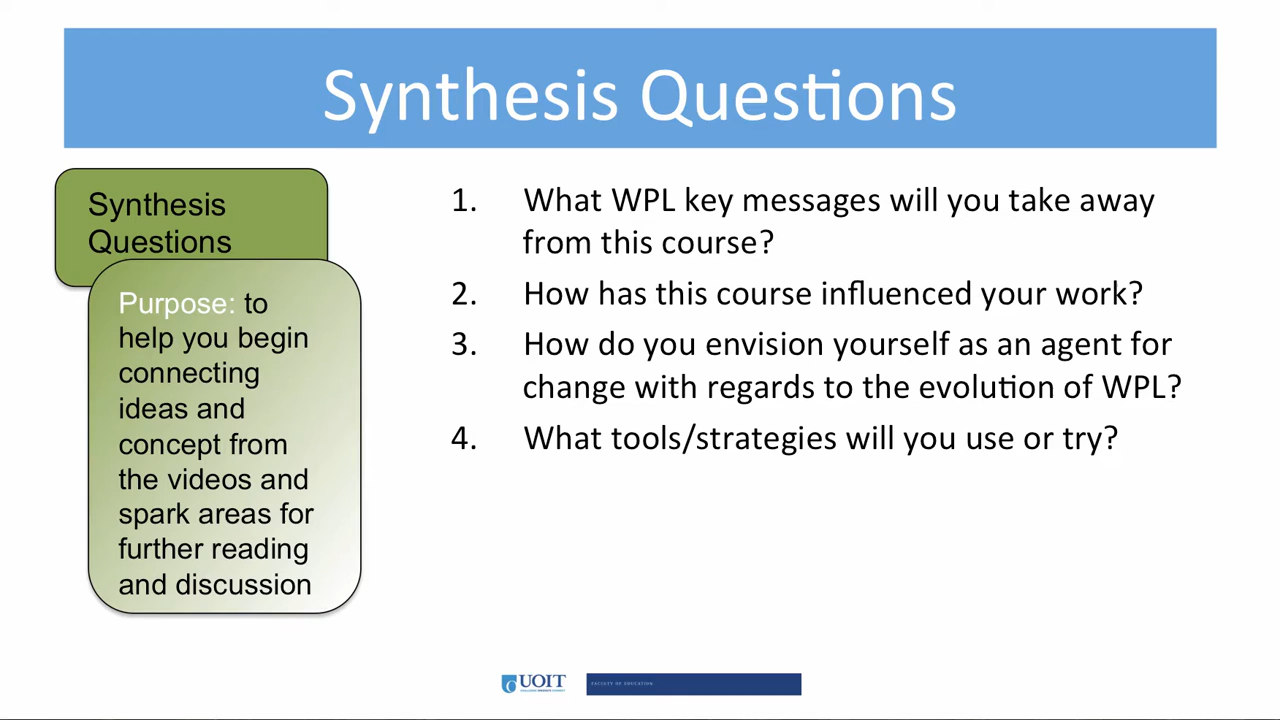 Synthesis Questions
Synthesis
Questions
Purpose: to
help you begin
connecting
ideas and
concept from
the videos and
spark areas for
further reading
and discussion
1. What WPL key messages will you take away
from this course?
2. How has this course influenced your work?
3. How do you envision yourself as an agent for
change with regards to the evolution of WPL?
4. What tools/strategies will you use or try?
UOIT
FACULTY OF EDUCATION